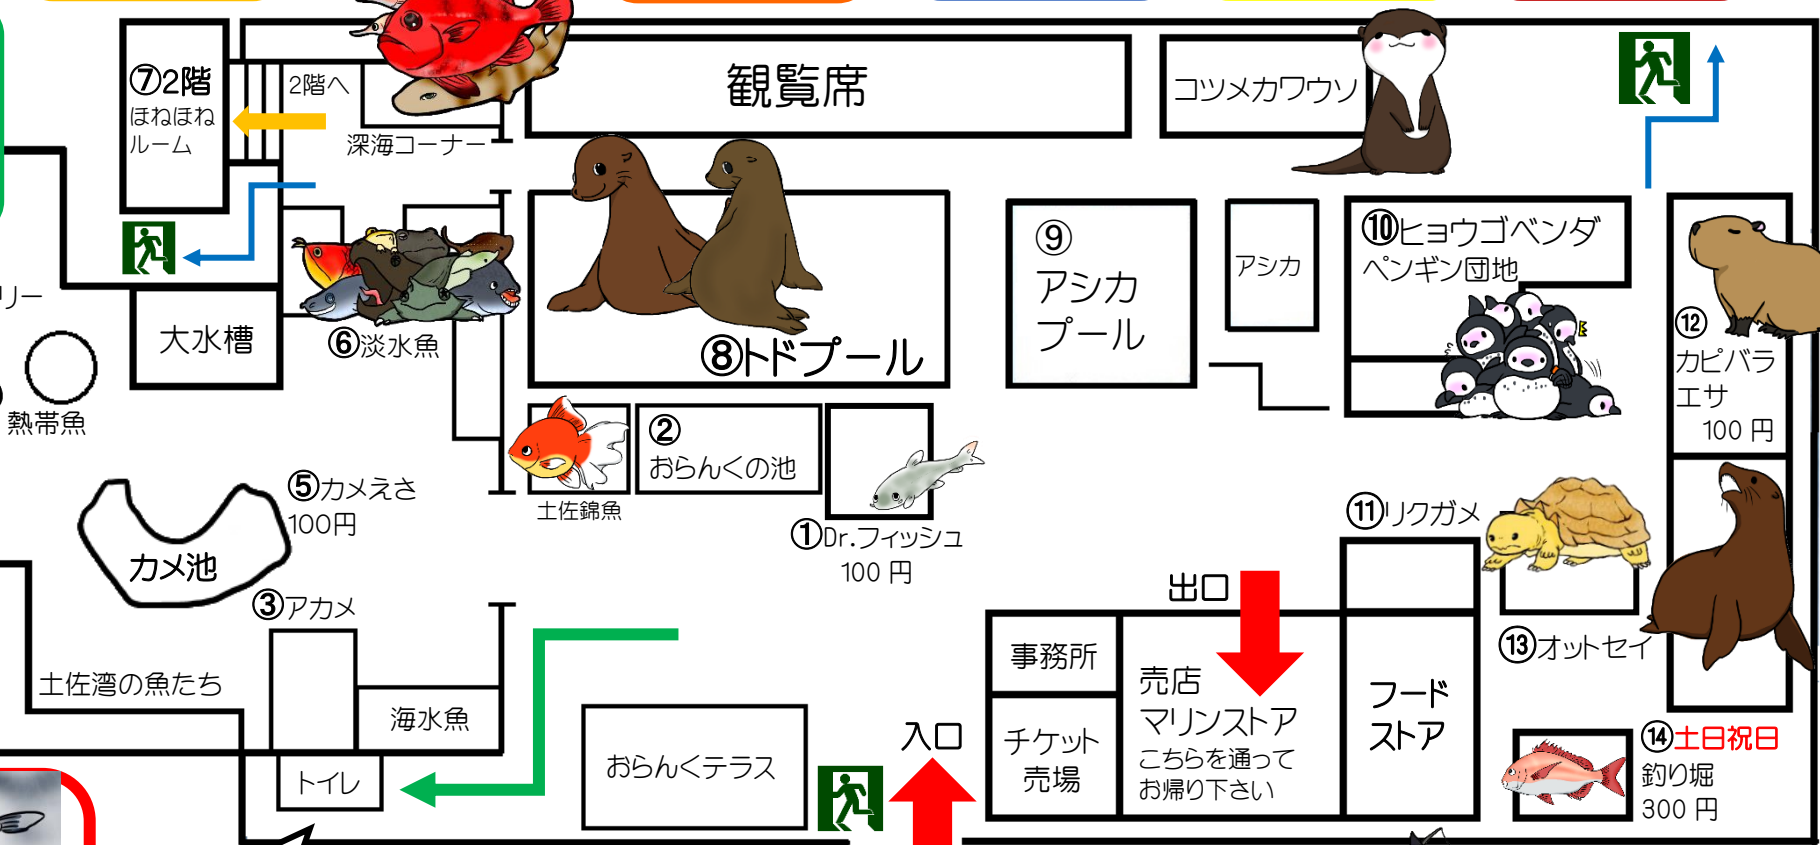 ⑦2階
ほねほね
ルーム
2階へ
深海コーナー
観覧席
コツメカワウソ
リー
熱帯魚
大水槽
⑥淡水魚
⑧トドプール
⑨
アシカ
プール
アシカ
⑩ヒョウゴベンダ
ペンギン団地
⑫
カピバラ
エサ
100 円
⑤カメえさ
100円
カメ池
土佐錦魚
②
おらんくの池
①Dr.フィッシュ
100 円
⑪リクガメ
③アカメ
土佐湾の魚たち
海水魚
トイレ
おらんくテラス
入口
出口
事務所
チケット
売場
売店
マリンストア
こちらを通って
お帰り下さい
フード
ストア
⑬オットセイ
⑭土日祝日
釣り堀
300 円